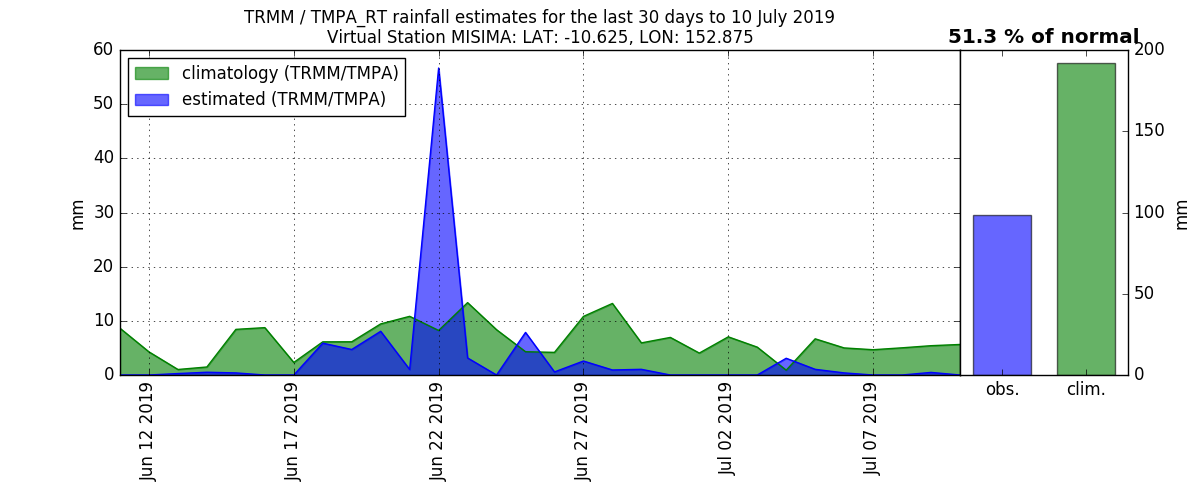 TRMM / TMPA_RT rainfall estimates for the last 30 days to 10 July 2019
Virtual Station MISIMA: LAT: -10.625, LON: 152.875
51.3 % of normal
climatology (TRMM/TMPA)
estimated (TRMM/TMPA)
60
50
40
30
20
10
0
mm
Jun 12 2019
Jun 17 2019
Jun 22 2019
Jun 27 2019
Jul 02 2019
Jul 07 2019
200
150
100
50
0
mm
obs.
clim.